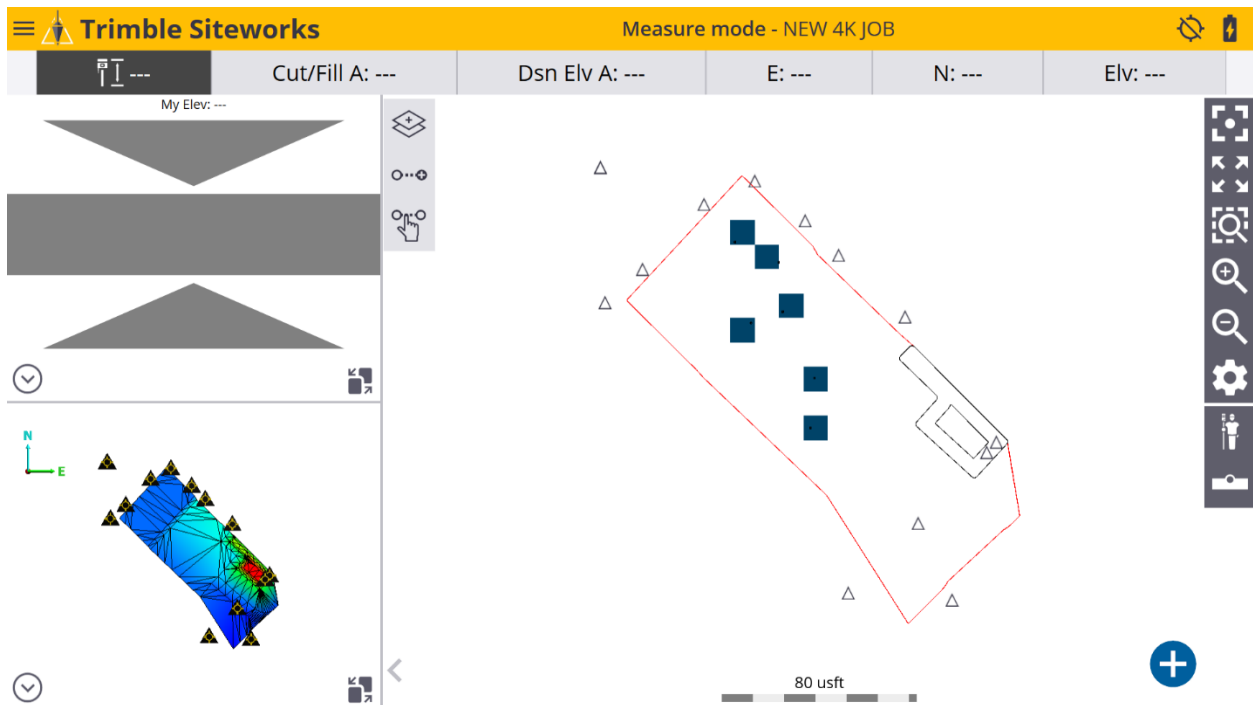 Trimble Siteworks
Measure mode - NEW 4K JOB
---
Cut/Fill A: ---
Dsn Elv A: ---
E: ---
N: ---
Elv: ---
My Elev: ---
N
E
80 usft